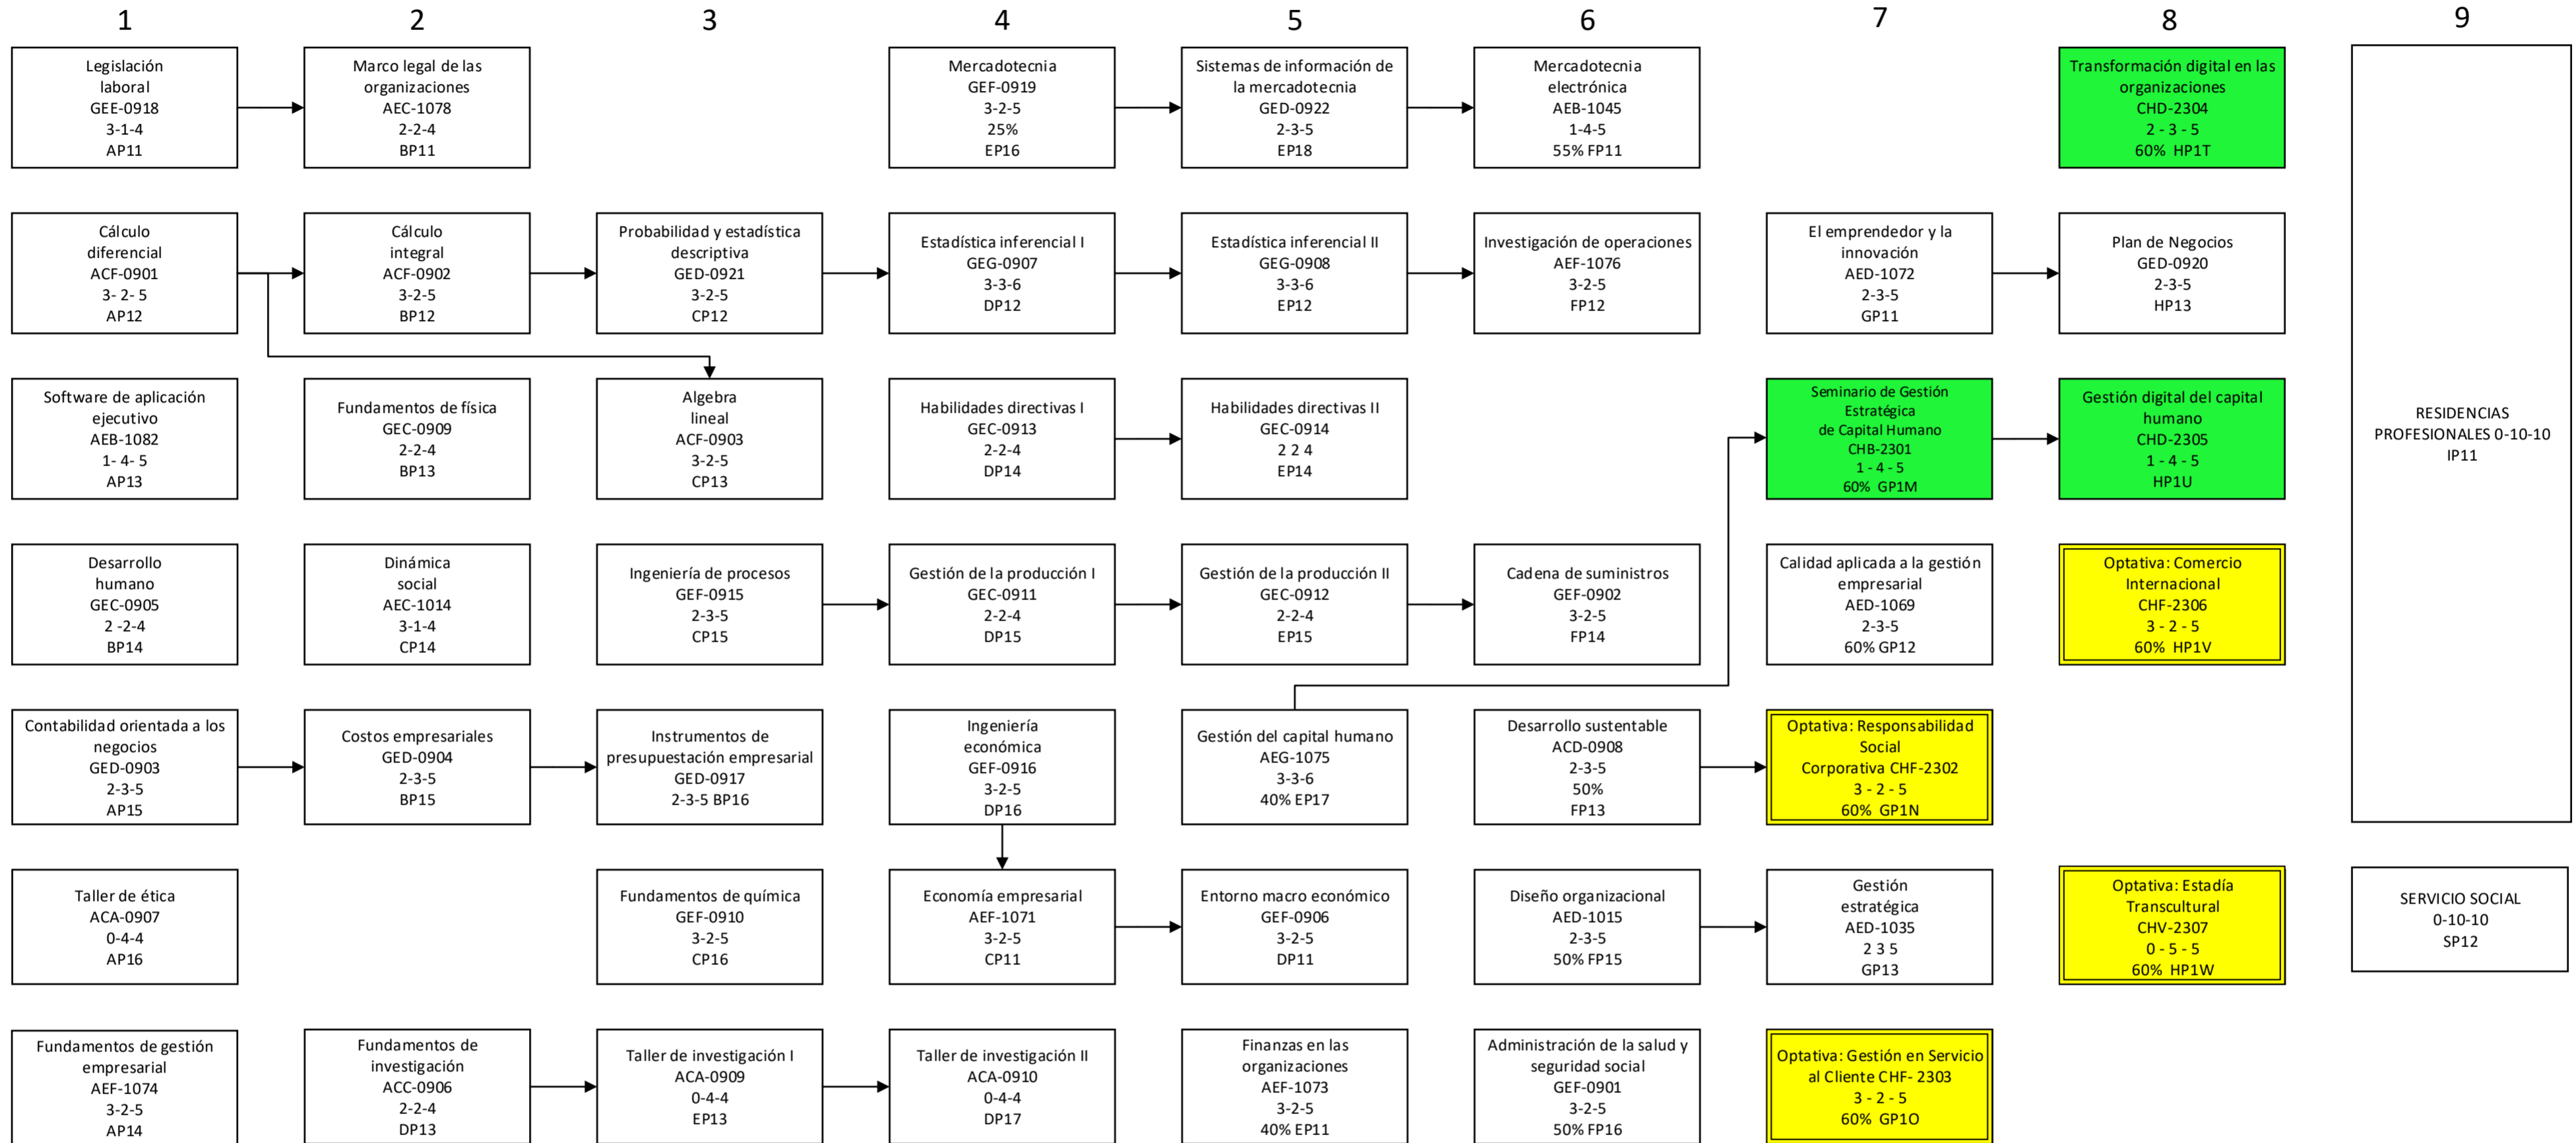 1
2
3
4
5
6
7
8
9
Legislación
laboral
GEE-0918
3-1-4
AP11
Marco legal de las
organizaciones
AEC-1078
2-2-4
BP11
Mercadotecnia
GEF-0919
3-2-5
25%
EP16
Sistemas de información de
la mercadotecnia
GED-0922
2-3-5
EP18
Mercadotecnia
electrónica
AEB-1045
1-4-5
55% FP11
Transformación digital en las
organizaciones
CHD-2304
2 - 3 - 5
60% HP1T
Cálculo
diferencial
ACF-0901
3- 2- 5
AP12
Cálculo
integral
ACF-0902
3-2-5
BP12
Probabilidad y estadística
descriptiva
GED-0921
3-2-5
CP12
Estadística inferencial I
GEG-0907
3-3-6
DP12
Estadística inferencial II
GEG-0908
3-3-6
EP12
Investigación de operaciones
AEF-1076
3-2-5
FP12
El emprendedor y la
innovación
AED-1072
2-3-5
GP11
Plan de Negocios
GED-0920
2-3-5
HP13
Software de aplicación
ejecutivo
AEB-1082
1- 4- 5
AP13
Fundamentos de física
GEC-0909
2-2-4
BP13
Algebra
lineal
ACF-0903
3-2-5
CP13
Habilidades directivas I
GEC-0913
2-2-4
DP14
Habilidades directivas II
GEC-0914
2 2 4
EP14
Seminario de Gestión
Estratégica
de Capital Humano
CHB-2301
1 - 4 - 5
60% GP1M
Gestión digital del capital
humano
CHD-2305
1 - 4 - 5
HP1U
RESIDENCIAS
PROFESIONALES 0-10-10
IP11
Desarrollo
humano
GEC-0905
2 -2-4
BP14
Dinámica
social
AEC-1014
3-1-4
CP14
Ingeniería de procesos
GEF-0915
2-3-5
CP15
Gestión de la producción I
GEC-0911
2-2-4
DP15
Gestión de la producción II
GEC-0912
2-2-4
EP15
Cadena de suministros
GEF-0902
3-2-5
FP14
Calidad aplicada a la gestión
empresarial
AED-1069
2-3-5
60% GP12
Optativa: Comercio
Internacional
CHF-2306
3 - 2 - 5
60% HP1V
Contabilidad orientada a los
negocios
GED-0903
2-3-5
AP15
Costos empresariales
GED-0904
2-3-5
BP15
Instrumentos de
presupuestación empresarial
GED-0917
2-3-5 BP16
Ingeniería
económica
GEF-0916
3-2-5
DP16
Gestión del capital humano
AEG-1075
3-3-6
40% EP17
Desarrollo sustentable
ACD-0908
2-3-5
50%
FP13
Optativa: Responsabilidad
Social
Corporativa CHF-2302
3 - 2 - 5
60% GP1N
Taller de ética
ACA-0907
0-4-4
AP16
Fundamentos de química
GEF-0910
3-2-5
CP16
Economía empresarial
AEF-1071
3-2-5
CP11
Entorno macro económico
GEF-0906
3-2-5
DP11
Diseño organizacional
AED-1015
2-3-5
50% FP15
Gestión
estratégica
AED-1035
2 3 5
GP13
Optativa: Estadía
Transcultural
CHV-2307
0 - 5 - 5
60% HP1W
SERVICIO SOCIAL
0-10-10
SP12
Fundamentos de gestión
empresarial
AEF-1074
3-2-5
AP14
Fundamentos de
investigación
ACC-0906
2-2-4
DP13
Taller de investigación I
ACA-0909
0-4-4
EP13
Taller de investigación II
ACA-0910
0-4-4
DP17
Finanzas en las
organizaciones
AEF-1073
3-2-5
40% EP11
Administración de la salud y
seguridad social
GEF-0901
3-2-5
50% FP16
Optativa: Gestión en Servicio
al Cliente CHF- 2303
3 - 2 - 5
60% GP1O